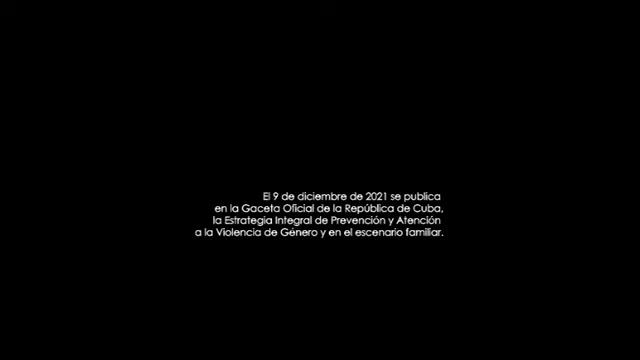 El 9 de diciembre de 2021 se publica
en la Gaceta Oficial de la República de Cuba,
la Estrategia Integral de Prevención y Atención
a la Violencia de Género y en el escenario familiar.